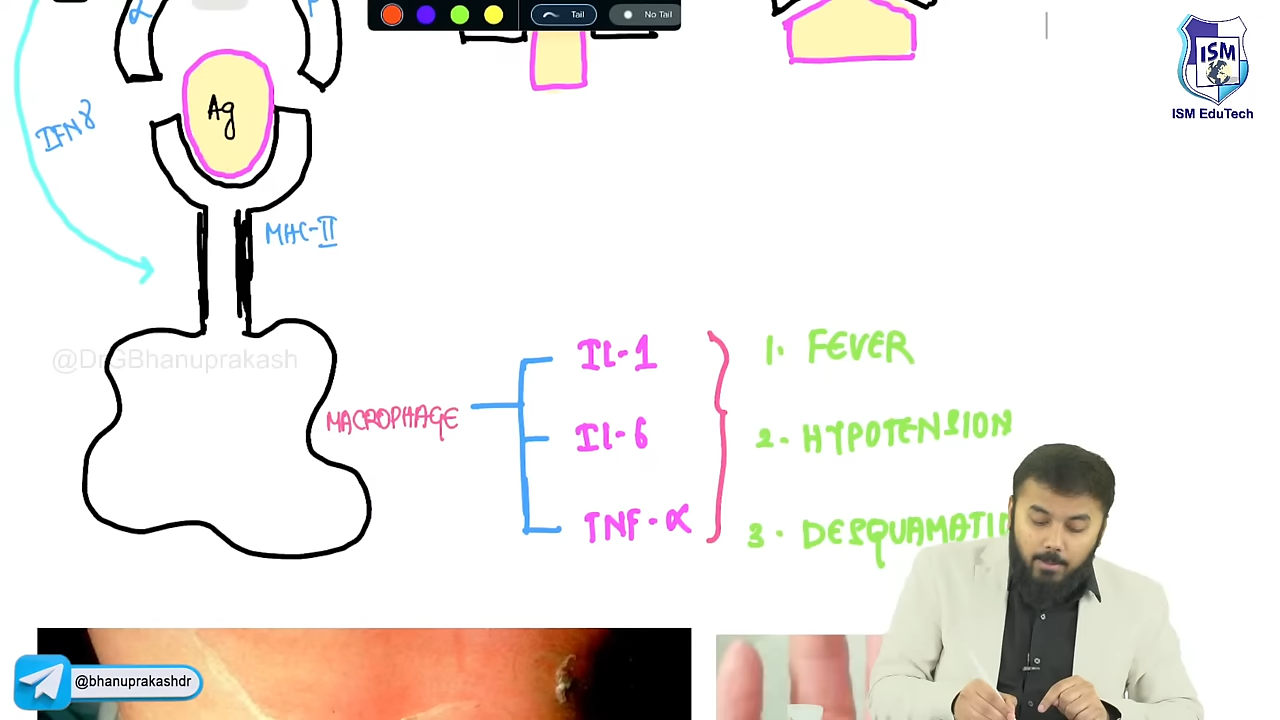 α
Tail
No Tail
ISM
ISM EduTech
Ag
IFNγ
MHC-II
@DrGBhanuprakash
MACROPHAGE
IL-1
IL-6
TNF-α
1. FEVER
2. HYPOTENSION
3. DESQUAMATIO
@bhanuprakashdr